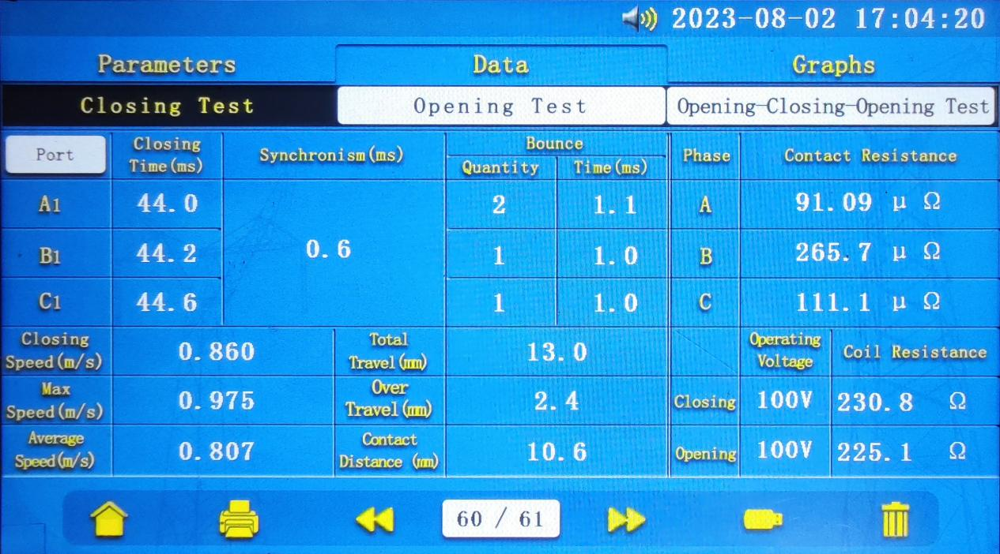 2023-08-02 17:04:20
Parameters Data Graphs
Closing Test Opening Test Opening-Closing-Opening Test
Port Closing Time(ms) Synchronism(ms) Bounce Phase Contact Resistance
Quantity Time(ms)
A1 44.0 2 1.1 A 91.09 μ Ω
B1 44.2 0.6 1 1.0 B 265.7 μ Ω
C1 44.6 1 1.0 C 111.1 μ Ω
Closing Speed(m/s) 0.860 Total Travel(mm) 13.0 Operating Voltage Coil Resistance
Max Speed(m/s) 0.975 Over Travel(mm) 2.4 Closing 100V 230.8 Ω
Average Speed(m/s) 0.807 Contact Distance (mm) 10.6 Opening 100V 225.1 Ω
60 / 61